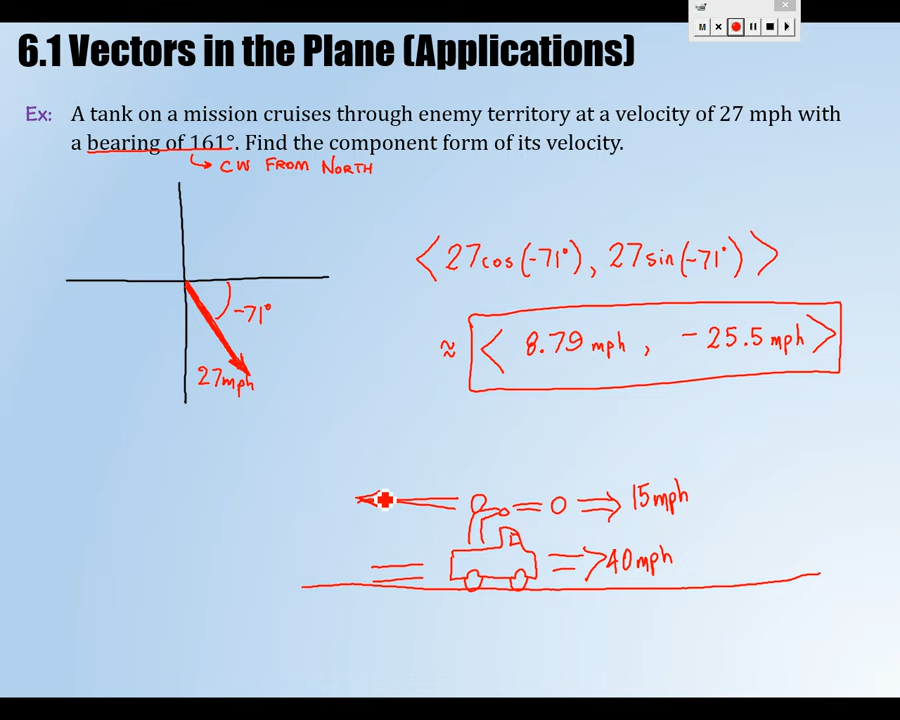 M
6.1 Vectors in the Plane (Applications)
Ex: A tank on a mission cruises through enemy territory at a velocity of 27 mph with
a bearing of 161°. Find the component form of its velocity.
↳ CW FROM NORTH
<27cos(-71°), 27sin(-71°)>
-71°
≈ < 8.79 mph, -25.5 mph >
27mph
= 0 ⇒ 15mph
=> 40mph